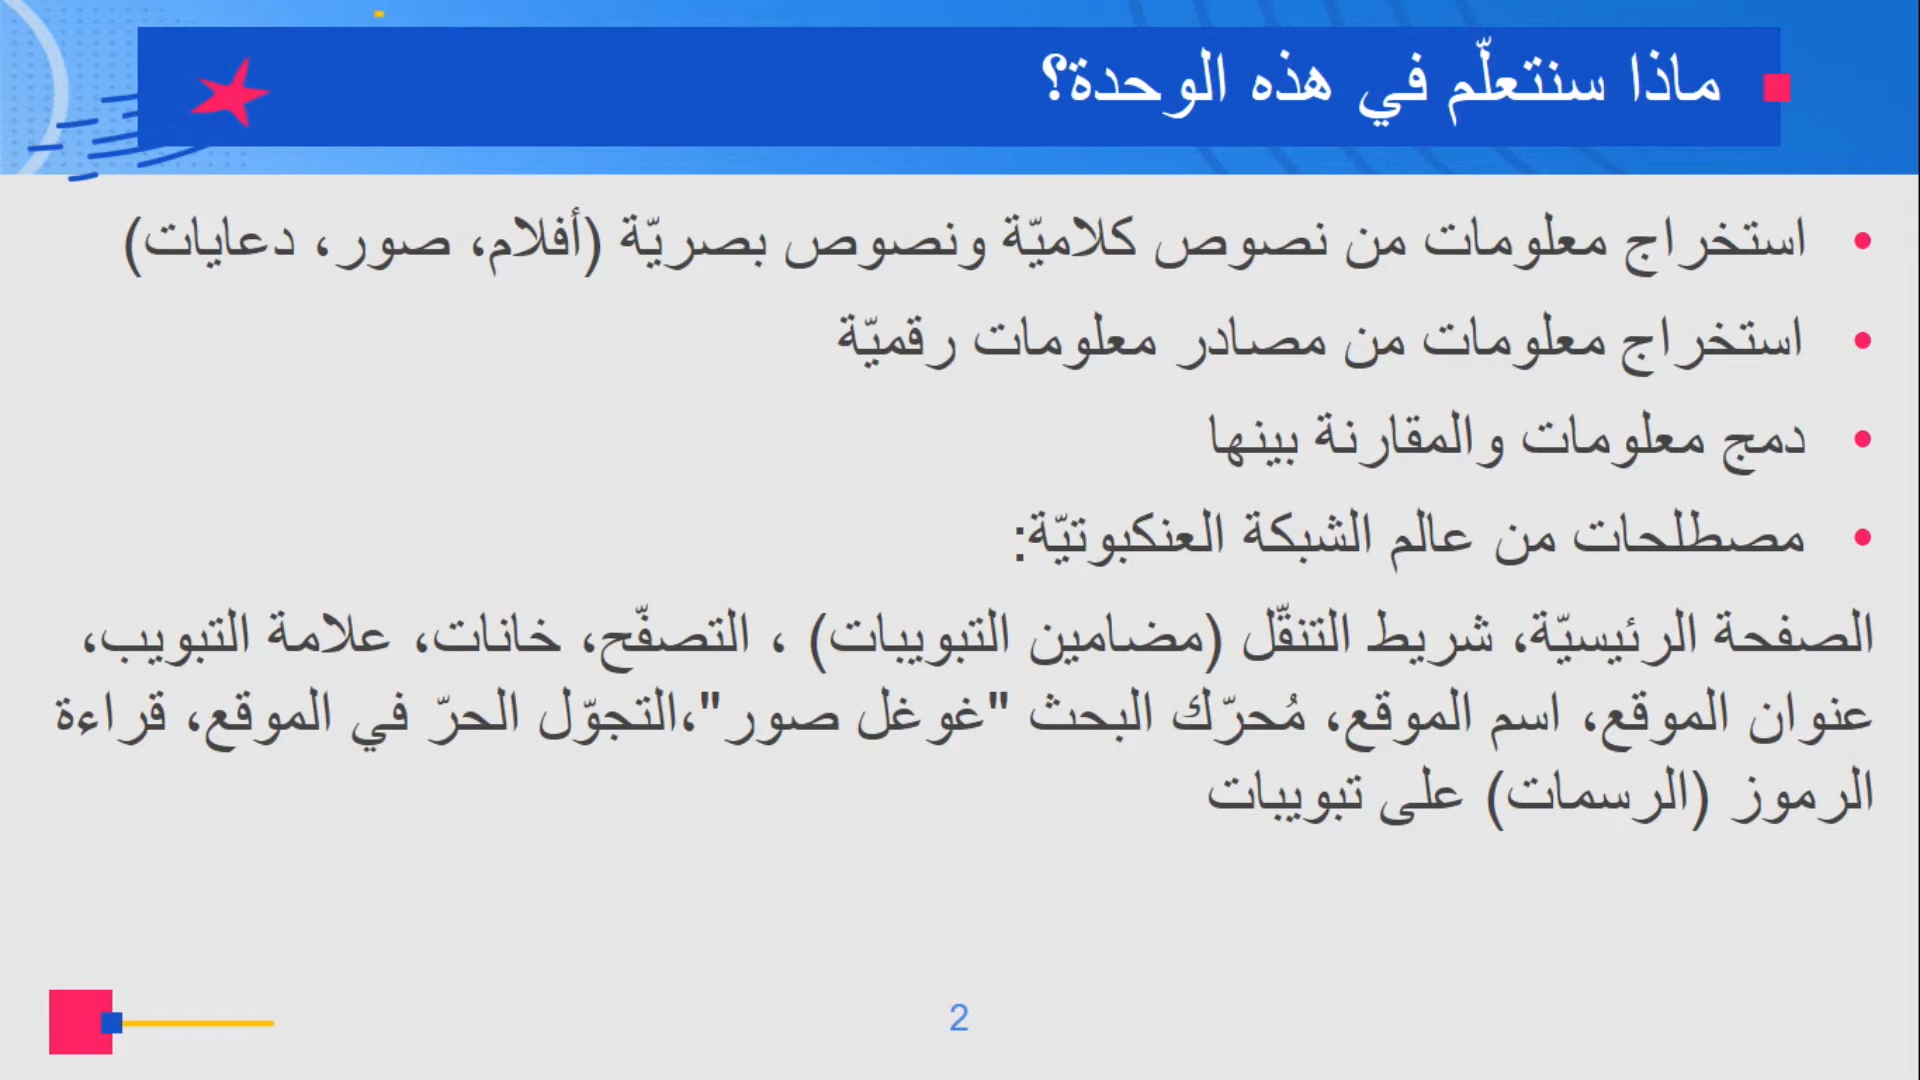 ماذا سنتعلّم في هذه الوحدة؟
• استخراج معلومات من نصوص كلاميّة ونصوص بصريّة (أفلام، صور، دعايات)
• استخراج معلومات من مصادر معلومات رقميّة
• دمج معلومات والمقارنة بينها
• مصطلحات من عالم الشبكة العنكبوتيّة:
الصفحة الرئيسيّة، شريط التنقّل (مضامين التبويبات) ، التصفّح، خانات، علامة التبويب،
عنوان الموقع، اسم الموقع، مُحرّك البحث "غوغل صور"،التجوّل الحرّ في الموقع، قراءة
الرموز (الرسمات) على تبويبات
2